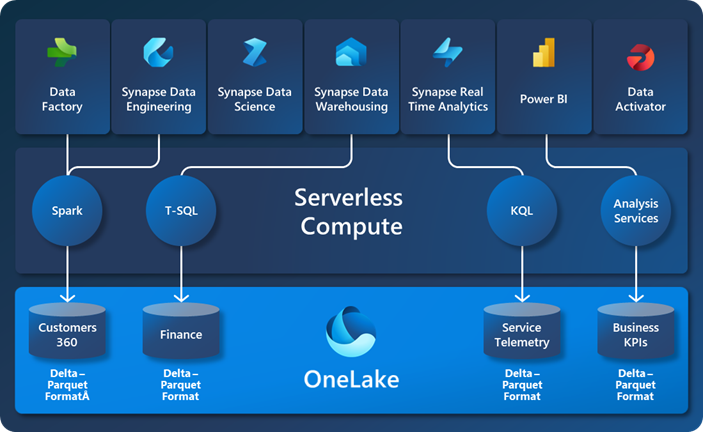 Data
Factory
Synapse Data
Engineering
Synapse Data
Science
Synapse Data
Warehousing
Synapse Real
Time Analytics
Power BI
Data
Activator
Serverless
Compute
Spark
T-SQL
KQL
Analysis
Services
Customers
360
Finance
Service
Telemetry
Business
KPIs
Delta –
Parquet
FormatÂ
Delta –
Parquet
Format
OneLake
Delta –
Parquet
Format
Delta –
Parquet
Format